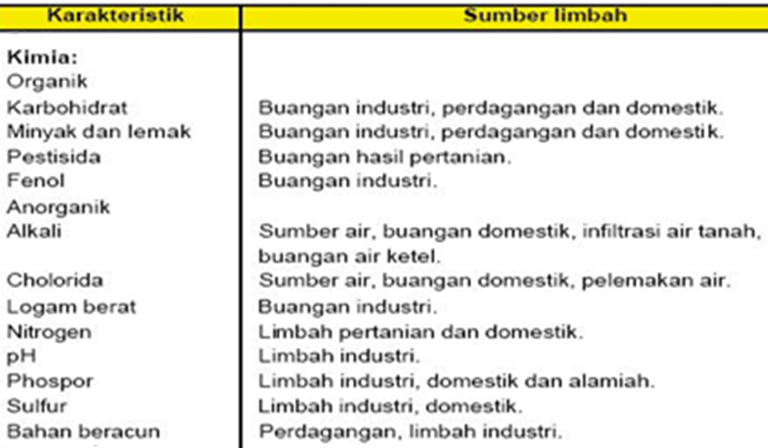 Karakteristik Sumber limbah
Kimia:
Organik
Karbohidrat Buangan industri, perdagangan dan domestik.
Minyak dan lemak Buangan industri, perdagangan dan domestik.
Pestisida Buangan hasil pertanian.
Fenol Buangan industri.
Anorganik
Alkali Sumber air, buangan domestik, infiltrasi air tanah,
buangan air ketel.
Cholorida Sumber air, buangan domestik, pelemakan air.
Logam berat Buangan industri.
Nitrogen Limbah pertanian dan domestik.
pH Limbah industri.
Phospor Limbah industri, domestik dan alamiah.
Sulfur Limbah industri, domestik.
Bahan beracun Perdagangan, limbah industri.